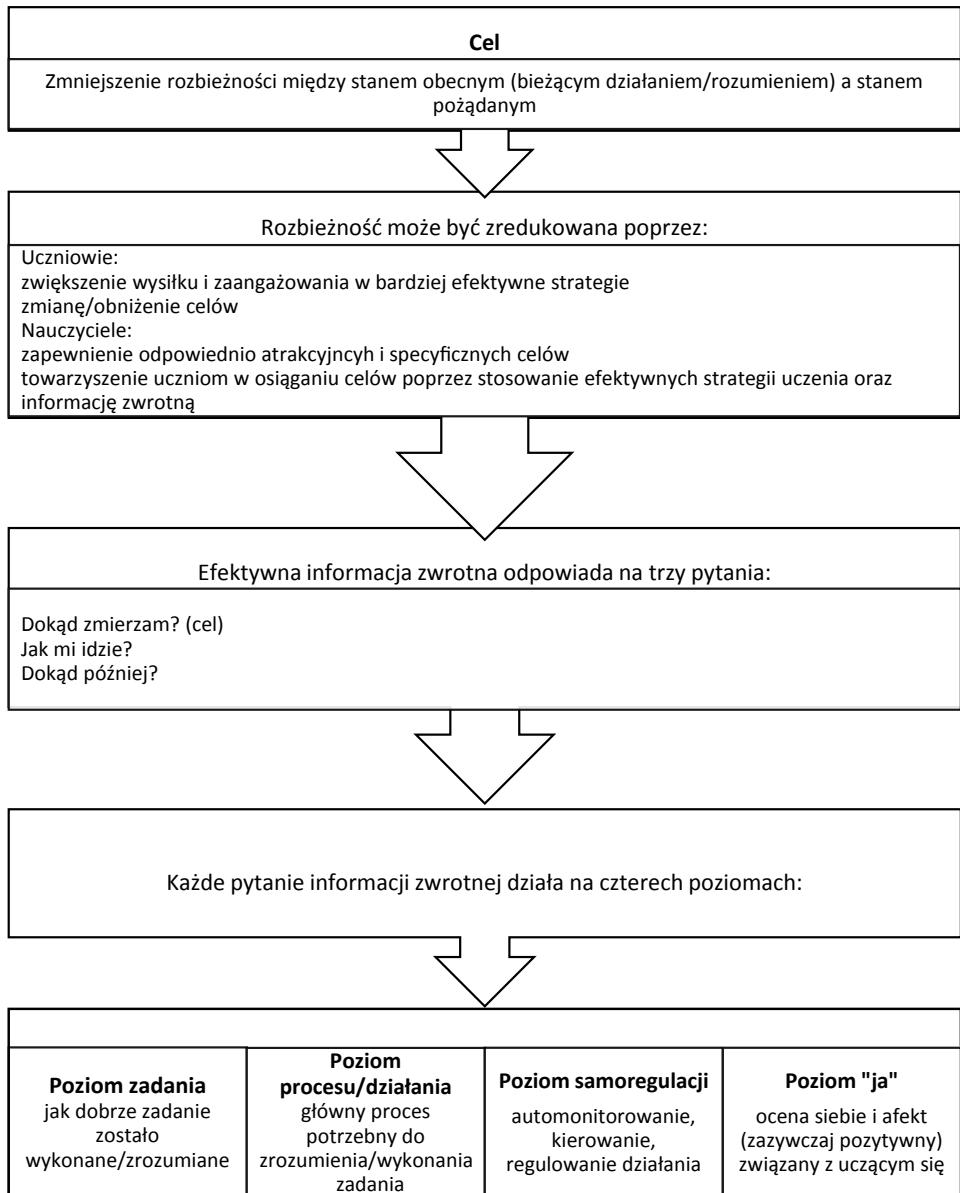 Cel
Zmniejszenie rozbieżności między stanem obecnym (bieżącym działaniem/rozumieniem) a stanem
pożądanym
Rozbieżność może być zredukowana poprzez:
Uczniowie:
zwiększenie wysiłku i zaangażowania w bardziej efektywne strategie
zmianę/obniżenie celów
Nauczyciele:
zapewnienie odpowiednio atrakcyjncyh i specyficznych celów
towarzyszenie uczniom w osiąganiu celów poprzez stosowanie efektywnych strategii uczenia oraz
informację zwrotną
Efektywna informacja zwrotna odpowiada na trzy pytania:
Dokąd zmierzam? (cel)
Jak mi idzie?
Dokąd później?
Każde pytanie informacji zwrotnej działa na czterech poziomach:
Poziom zadania
jak dobrze zadanie
zostało
wykonane/zrozumiane
Poziom
procesu/działania
główny proces
potrzebny do
zrozumienia/wykonania
zadania
Poziom samoregulacji
automonitorowanie,
kierowanie,
regulowanie działania
Poziom "ja"
ocena siebie i afekt
(zazwyczaj pozytywny)
związany z uczącym się